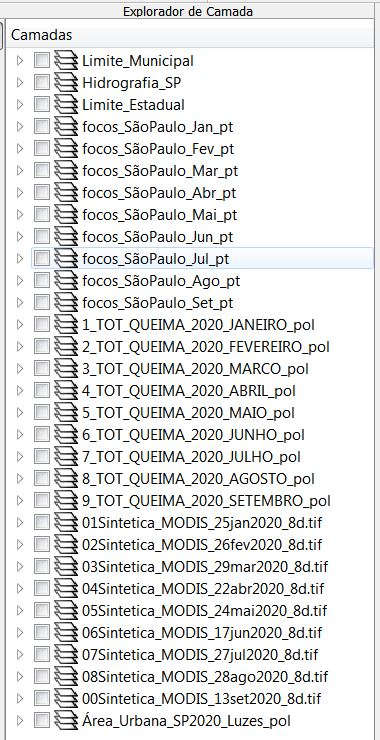 Explorador de Camada
Camadas
Limite_Municipal
Hidrografia_SP
Limite_Estadual
focos_SãoPaulo_Jan_pt
focos_SãoPaulo_Fev_pt
focos_SãoPaulo_Mar_pt
focos_SãoPaulo_Abr_pt
focos_SãoPaulo_Mai_pt
focos_SãoPaulo_Jun_pt
focos_SãoPaulo_Jul_pt
focos_SãoPaulo_Ago_pt
focos_SãoPaulo_Set_pt
1_TOT_QUEIMA_2020_JANEIRO_pol
2_TOT_QUEIMA_2020_FEVEREIRO_pol
3_TOT_QUEIMA_2020_MARCO_pol
4_TOT_QUEIMA_2020_ABRIL_pol
5_TOT_QUEIMA_2020_MAIO_pol
6_TOT_QUEIMA_2020_JUNHO_pol
7_TOT_QUEIMA_2020_JULHO_pol
8_TOT_QUEIMA_2020_AGOSTO_pol
9_TOT_QUEIMA_2020_SETEMBRO_pol
01Sintetica_MODIS_25jan2020_8d.tif
02Sintetica_MODIS_26fev2020_8d.tif
03Sintetica_MODIS_29mar2020_8d.tif
04Sintetica_MODIS_22abr2020_8d.tif
05Sintetica_MODIS_24mai2020_8d.tif
06Sintetica_MODIS_17jun2020_8d.tif
07Sintetica_MODIS_27jul2020_8d.tif
08Sintetica_MODIS_28ago2020_8d.tif
00Sintetica_MODIS_13set2020_8d.tif
Área_Urbana_SP2020_Luzes_pol